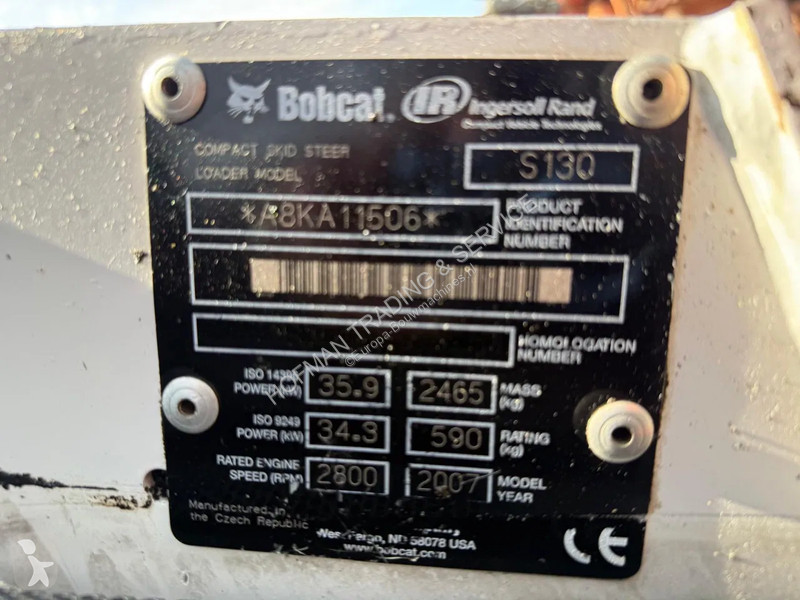 Bobcat. IR Ingersoll Rand
COMPACT SKID STEER
LOADER MODEL
S130
*A8KA11506*
PRODUCT
IDENTIFICATION
NUMBER
HOMOLOGATION
NUMBER
ISO 14396
POWER (kW)
35.9
2465
MASS
(kg)
ISO 9249
POWER (kW)
34.3
590
RATING
(kg)
RATED ENGINE
SPEED (RPM)
2800
2007
MODEL
YEAR
Manufactured in
the Czech Republic
West Fargo, ND 58078 USA
www.bobcat.com
CE
HOFMAN TRADING & SERVICE
©Europa-Bouwmachines.nl